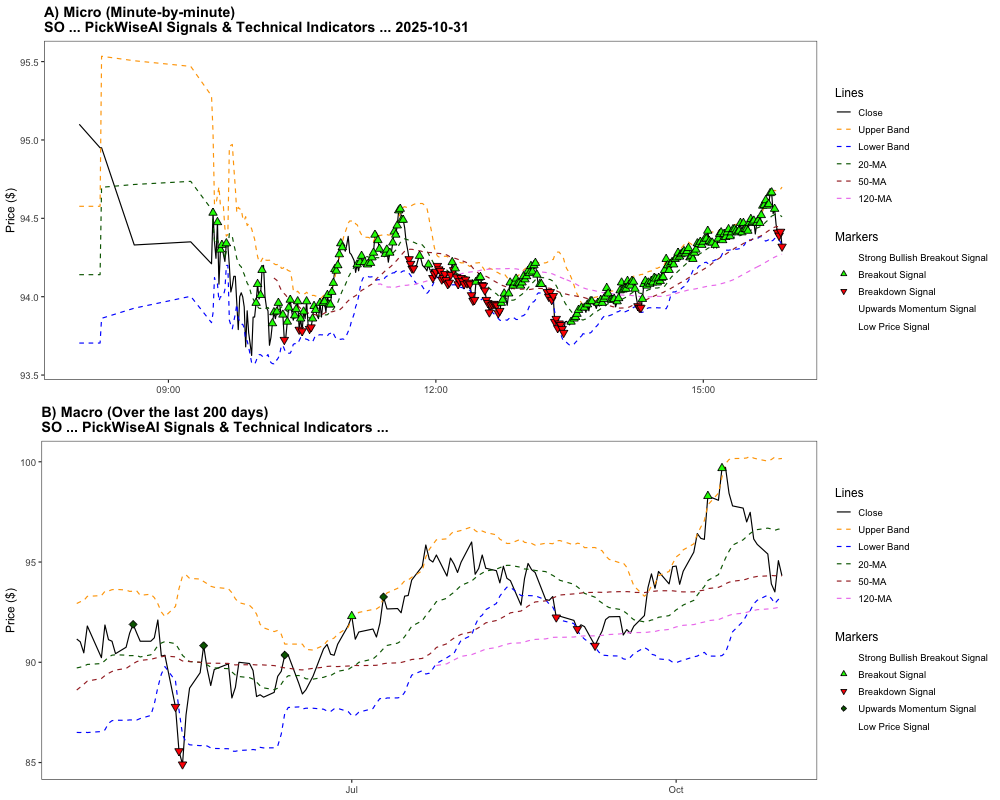 A) Micro (Minute-by-minute)
SO ... PickWiseAI Signals & Technical Indicators ... 2025-10-31
Price ($)
95.5
95.0
94.5
94.0
93.5
09:00
12:00
15:00
Lines
Close
Upper Band
Lower Band
20-MA
50-MA
120-MA
Markers
Strong Bullish Breakout Signal
Breakout Signal
Breakdown Signal
Upwards Momentum Signal
Low Price Signal
B) Macro (Over the last 200 days)
SO ... PickWiseAI Signals & Technical Indicators ...
Price ($)
100
95
90
85
Jul
Oct
Lines
Close
Upper Band
Lower Band
20-MA
50-MA
120-MA
Markers
Strong Bullish Breakout Signal
Breakout Signal
Breakdown Signal
Upwards Momentum Signal
Low Price Signal